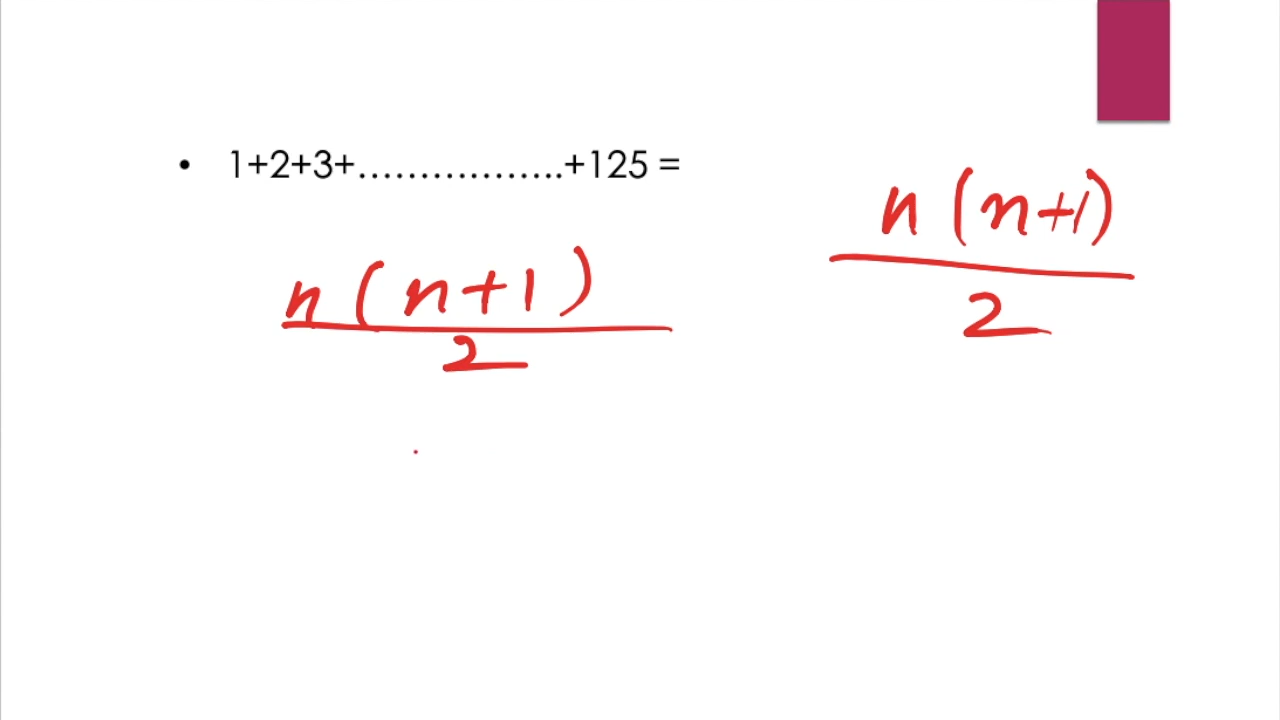 • 1+2+3+……………..+125 =
n (n+1)
2
n (n+1)
2